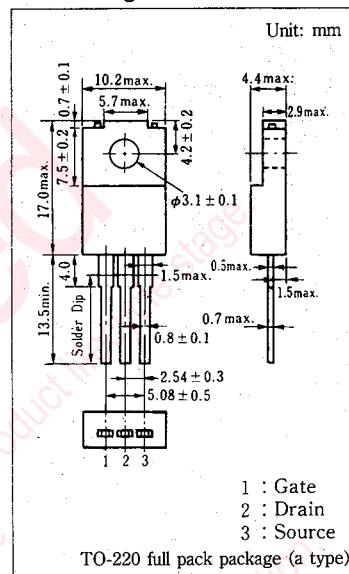 Unit: mm
10.2max.
5.7max.
4.4max.
2.9max.
0.7±0.1
7.5±0.2
17.0max.
4.2±0.2
φ3.1±0.1
13.5min.
4.0
Solder Dip
1.5max.
0.8±0.1
2.54±0.3
5.08±0.5
0.5max.
1.5max.
0.7max.
1 2 3
1 : Gate
2 : Drain
3 : Source
TO-220 full pack package (a type)